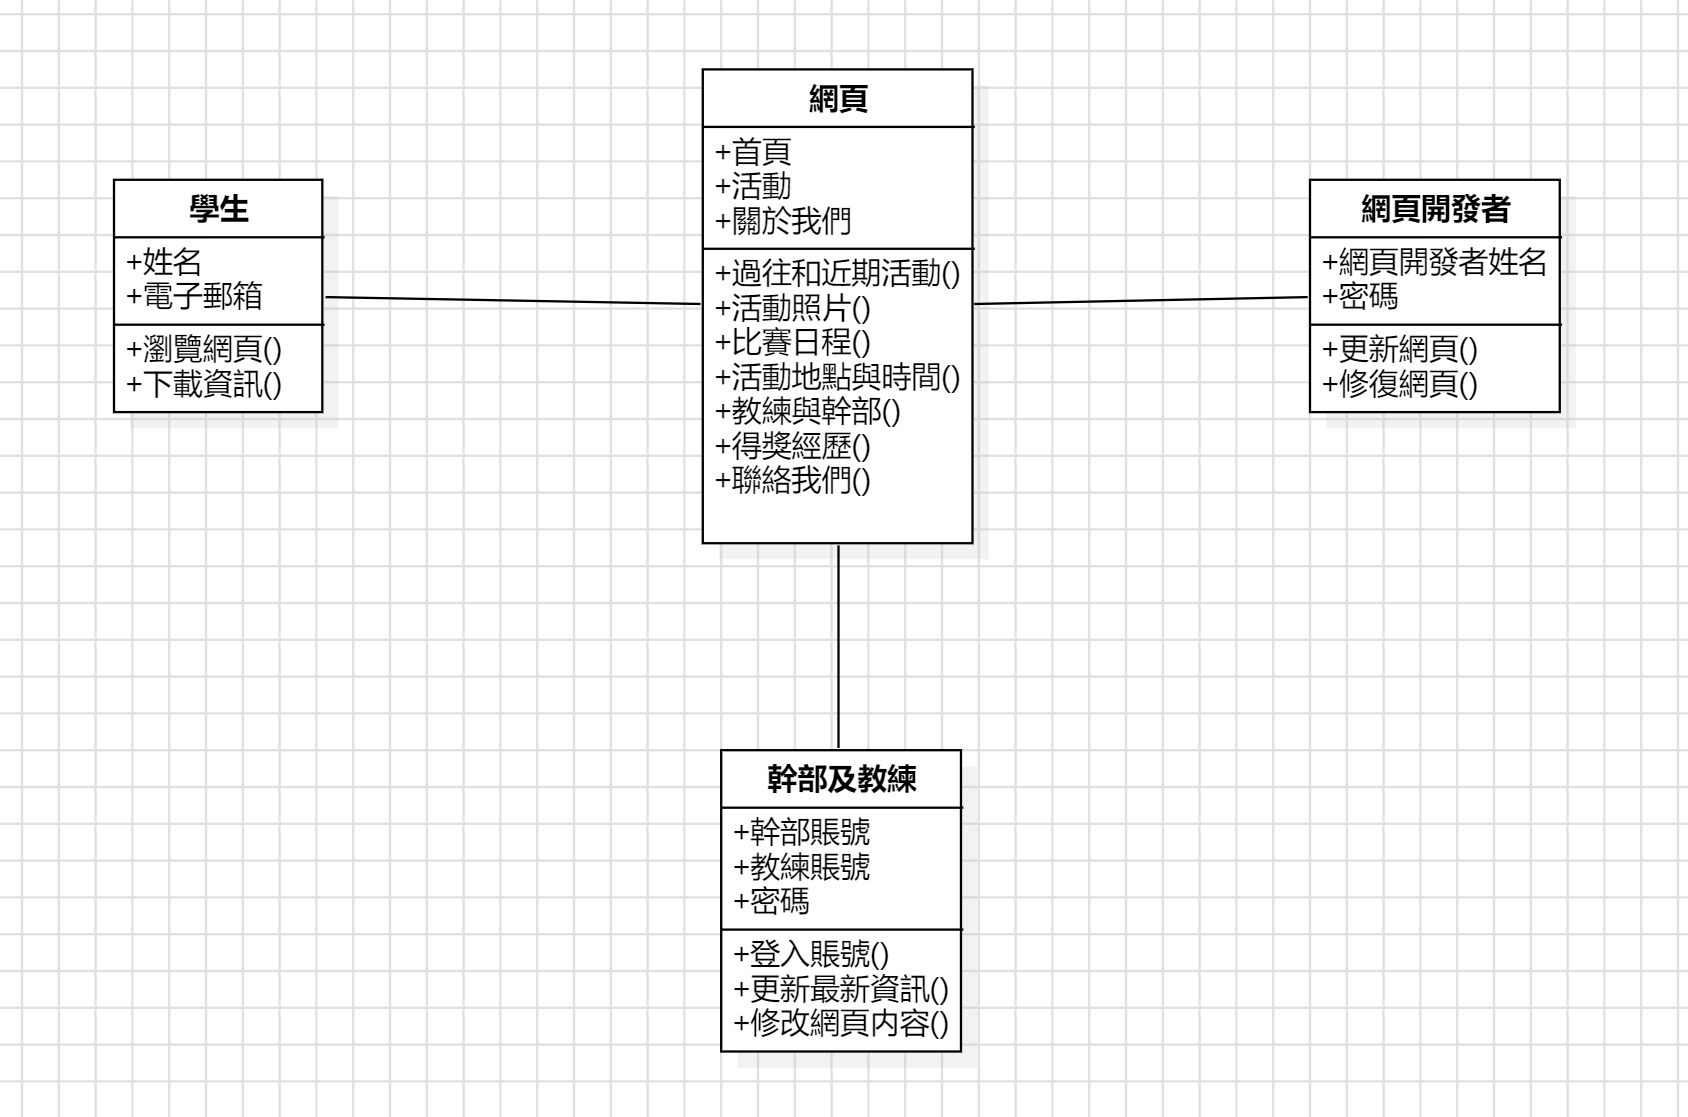 網頁
+首頁
+活動
+關於我們
+過往和近期活動()
+活動照片()
+比賽日程()
+活動地點與時間()
+教練與幹部()
+得獎經歷()
+聯絡我們()
學生
+姓名
+電子郵箱
+瀏覽網頁()
+下載資訊()
網頁開發者
+網頁開發者姓名
+密碼
+更新網頁()
+修復網頁()
幹部及教練
+幹部賬號
+教練賬號
+密碼
+登入賬號()
+更新最新資訊()
+修改網頁内容()